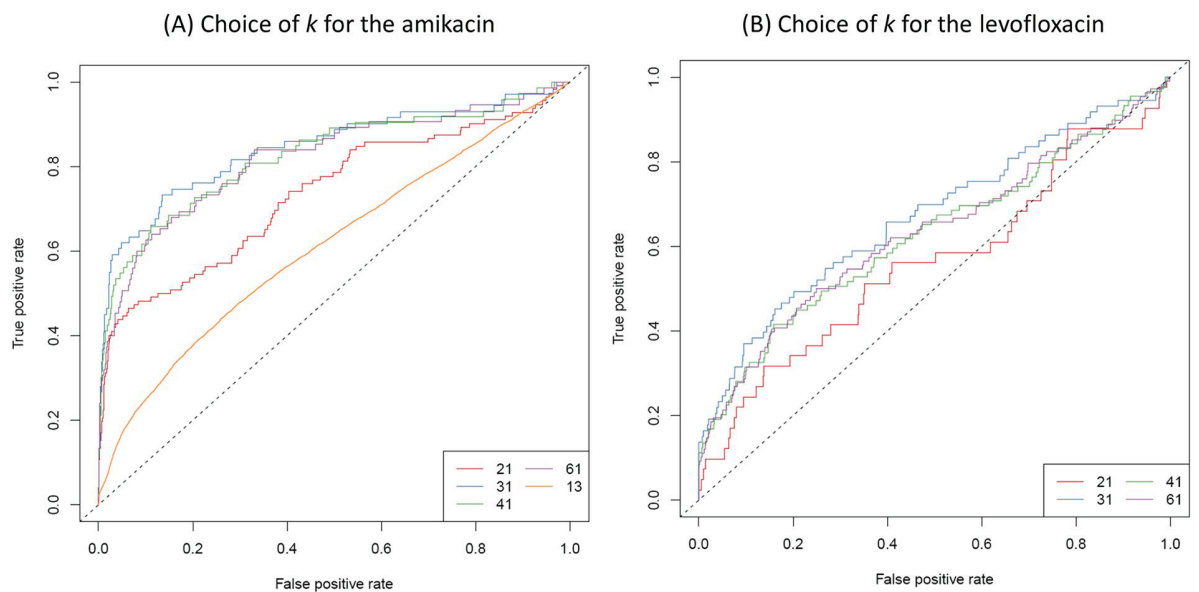 (A) Choice of k for the amikacin
True positive rate
1.0
0.8
0.6
0.4
0.2
0.0
21 61
31 13
41
0.0 0.2 0.4 0.6 0.8 1.0
False positive rate
(B) Choice of k for the levofloxacin
True positive rate
1.0
0.8
0.6
0.4
0.2
0.0
21 41
31 61
0.0 0.2 0.4 0.6 0.8 1.0
False positive rate